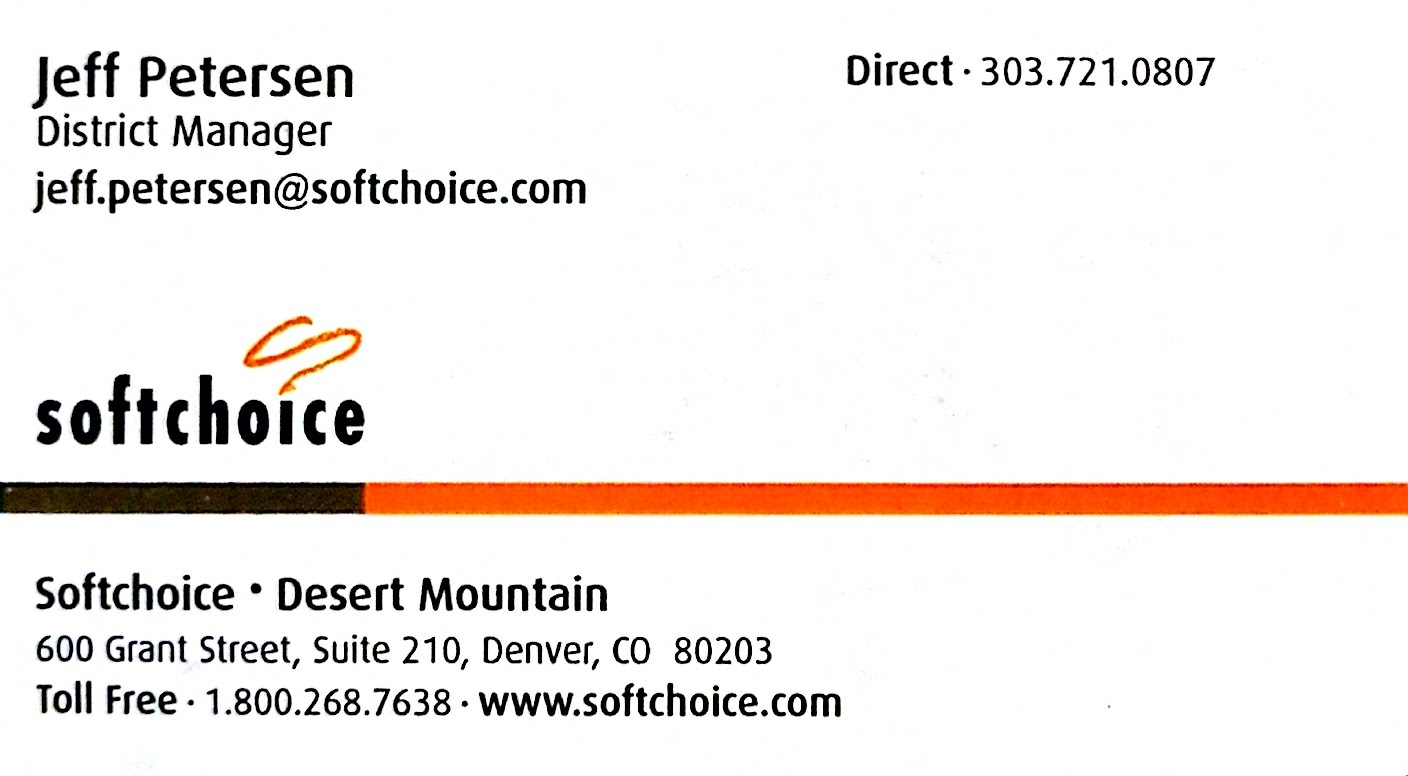 Jeff Petersen
District Manager
jeff.petersen@softchoice.com
Direct · 303.721.0807
softchoice
Softchoice • Desert Mountain
600 Grant Street, Suite 210, Denver, CO  80203
Toll Free · 1.800.268.7638 · www.softchoice.com